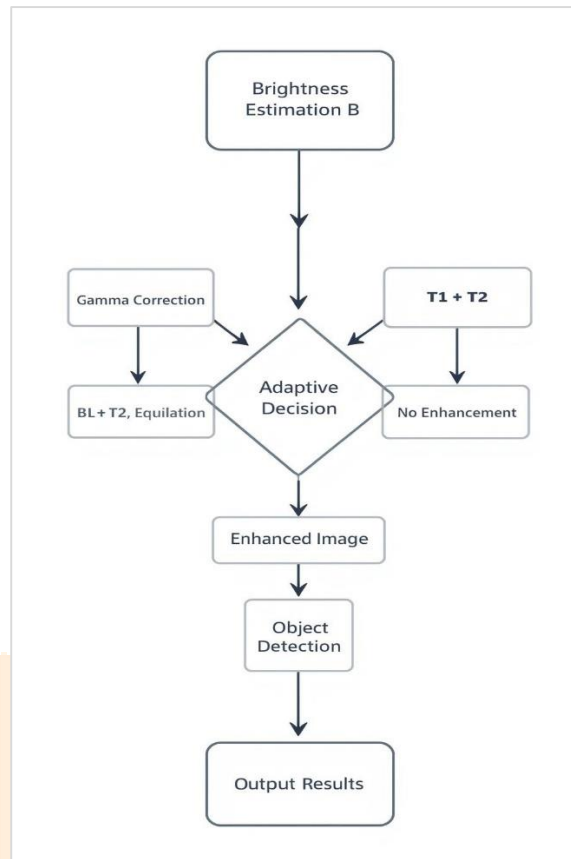 Brightness
Estimation B
Gamma Correction
T1 + T2
Adaptive
Decision
BL+ T2, Equilation
No Enhancement
Enhanced Image
Object
Detection
Output Results